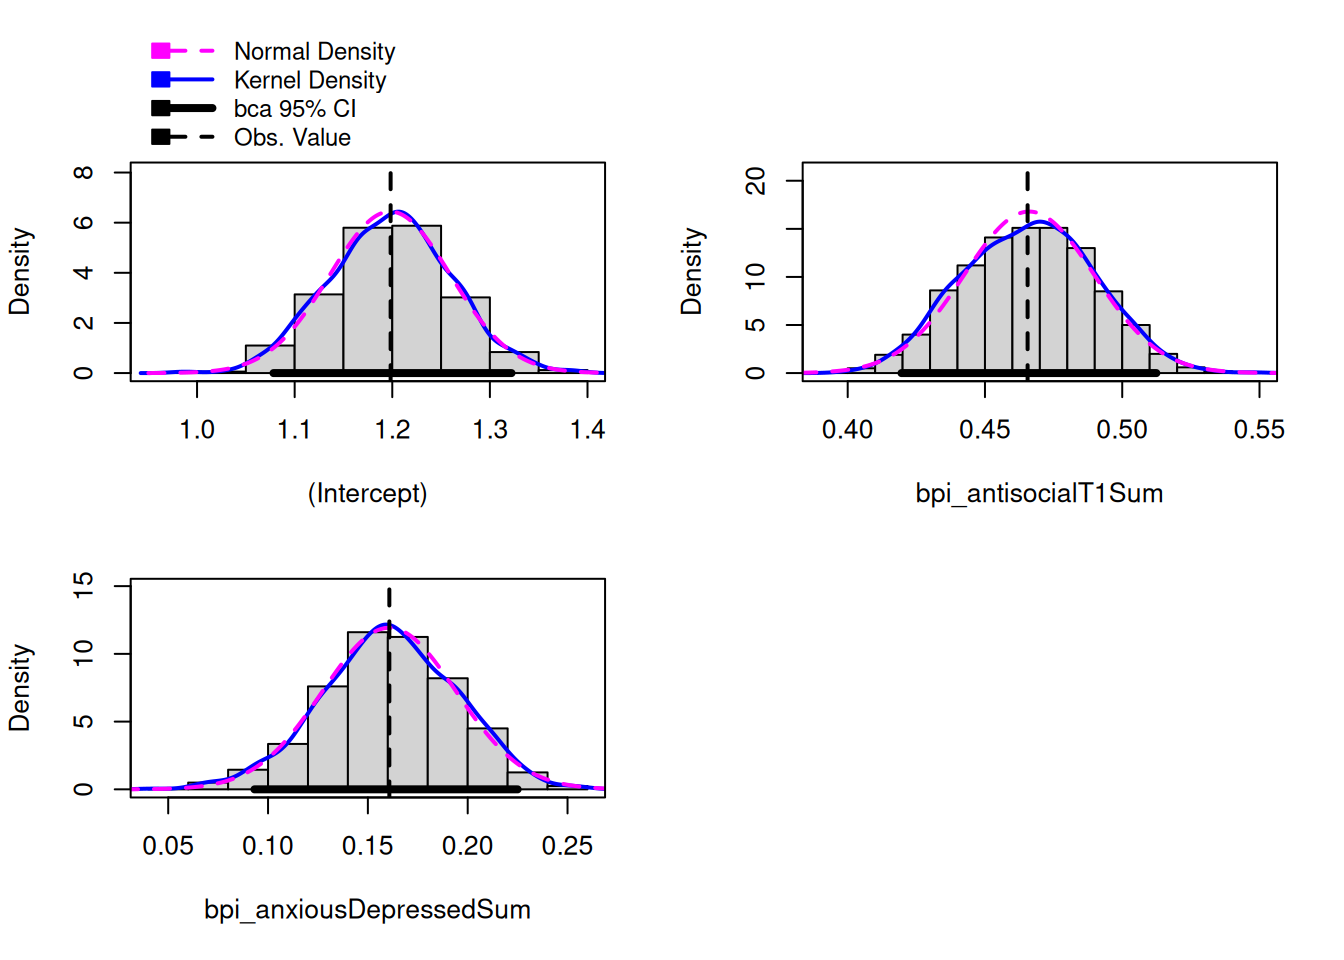 Normal Density
Kernel Density
bca 95% CI
Obs. Value
Density
8
6
4
2
0
1.0 1.1 1.2 1.3 1.4
(Intercept)
Density
20
10
5
0
0.40 0.45 0.50 0.55
bpi_antisocialT1Sum
Density
15
10
5
0
0.05 0.10 0.15 0.20 0.25
bpi_anxiousDepressedSum